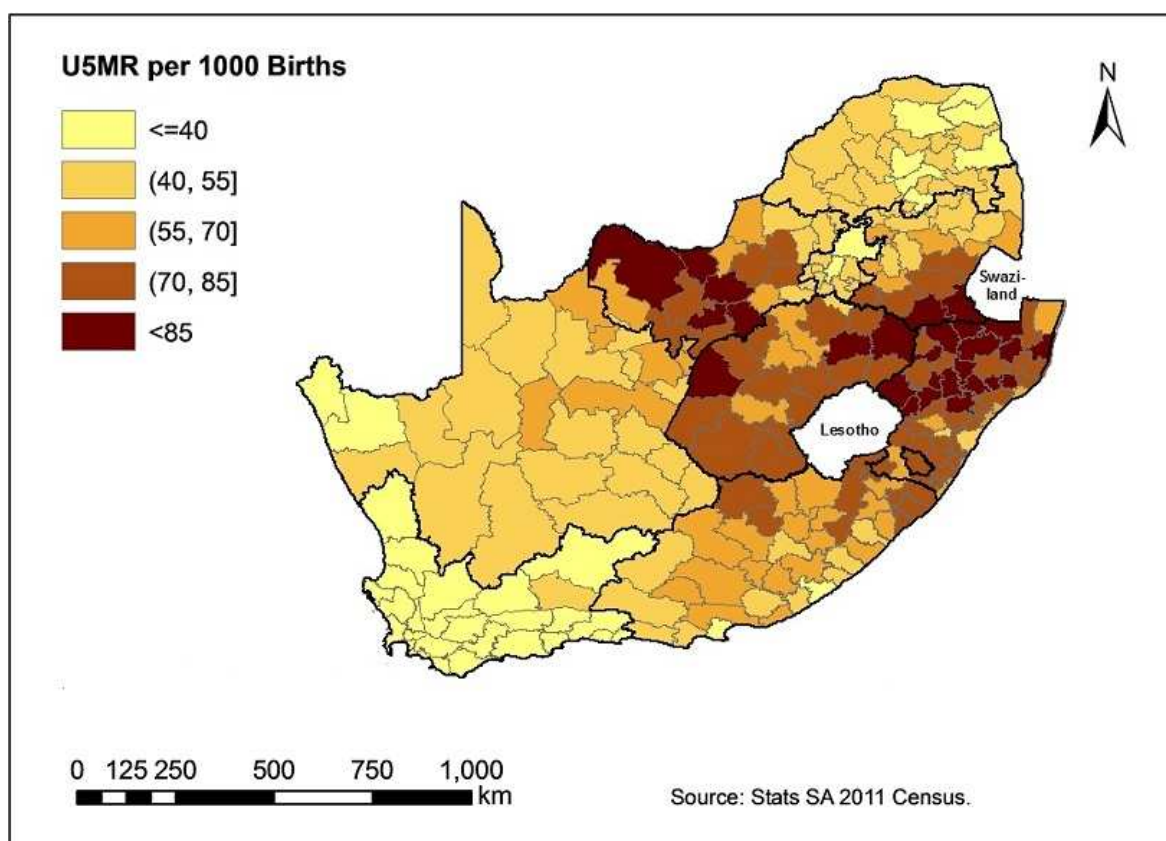 U5MR per 1000 Births
<=40
(40, 55]
(55, 70]
(70, 85]
<85
N
Swazi-
land
Lesotho
0 125 250 500 750 1,000
km
Source: Stats SA 2011 Census.